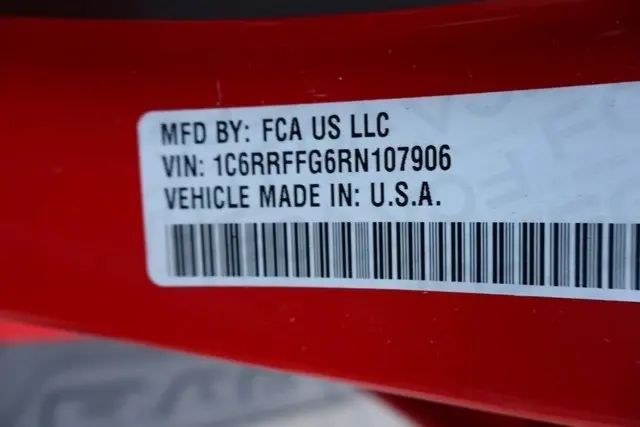 MFD BY: FCA US LLC
VIN: 1C6RRFFG6RN107906
VEHICLE MADE IN: U.S.A.